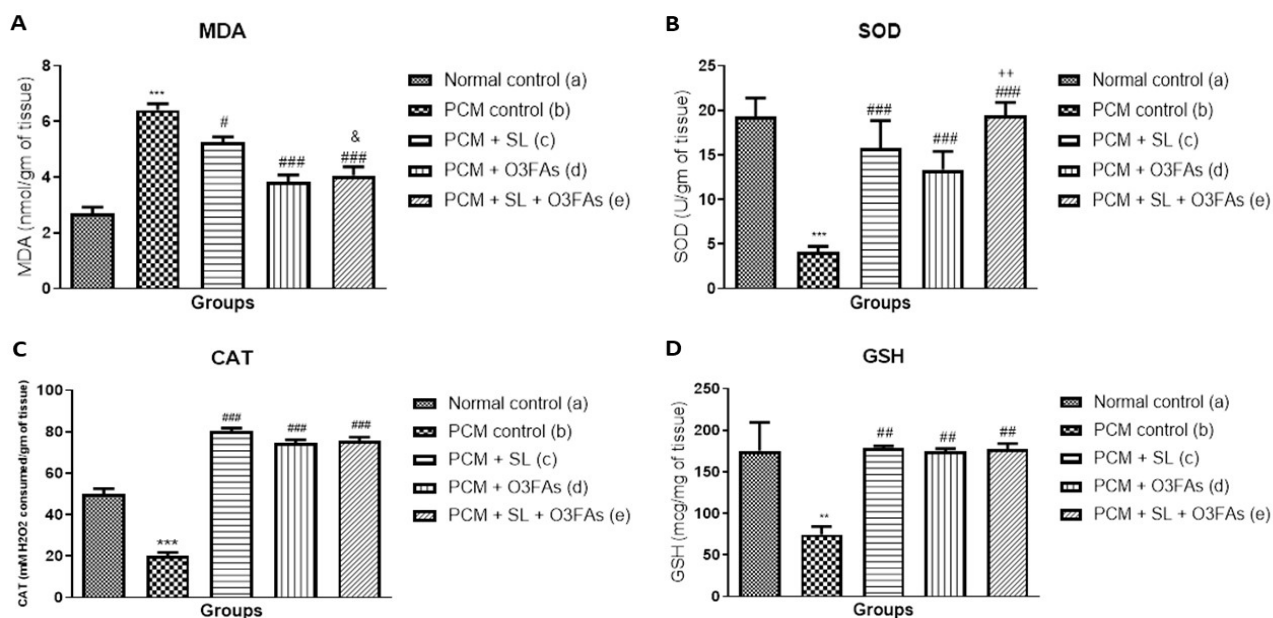 A
MDA
MDA (nmol/gm of tissue)
8
6
4
2
0
***
#
###
&
###
Groups
Normal control (a)
PCM control (b)
PCM + SL (c)
PCM + O3FAs (d)
PCM + SL + O3FAs (e)
B
SOD
SOD (U/gm of tissue)
25
20
15
10
5
0
***
###
###
++
###
Groups
Normal control (a)
PCM control (b)
PCM + SL (c)
PCM + O3FAs (d)
PCM + SL + O3FAs (e)
C
CAT
CAT (mM H2O2 consumed/gm of tissue)
100
80
60
40
20
0
***
###
###
###
Groups
Normal control (a)
PCM control (b)
PCM + SL (c)
PCM + O3FAs (d)
PCM + SL + O3FAs (e)
D
GSH
GSH (mcg/mg of tissue)
250
200
150
100
50
0
**
##
##
##
Groups
Normal control (a)
PCM control (b)
PCM + SL (c)
PCM + O3FAs (d)
PCM + SL + O3FAs (e)